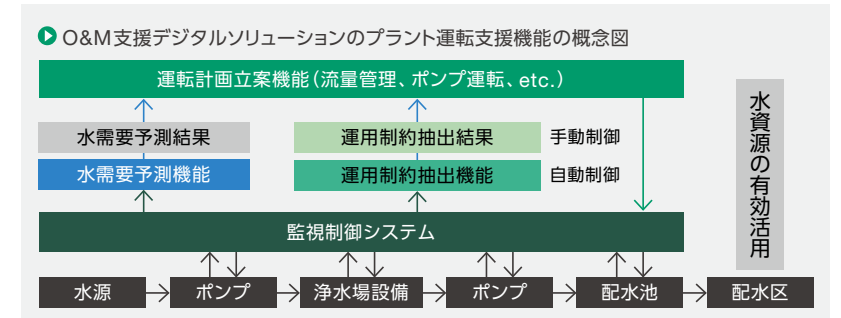 O&M支援デジタルソリューションのプラント運転支援機能の概念図
運転計画立案機能(流量管理、ポンプ運転、etc.)
水需要予測結果
運用制約抽出結果
手動制御
水需要予測機能
運用制約抽出機能
自動制御
監視制御システム
水源
ポンプ
浄水場設備
ポンプ
配水池
配水区
水資源の有効活用